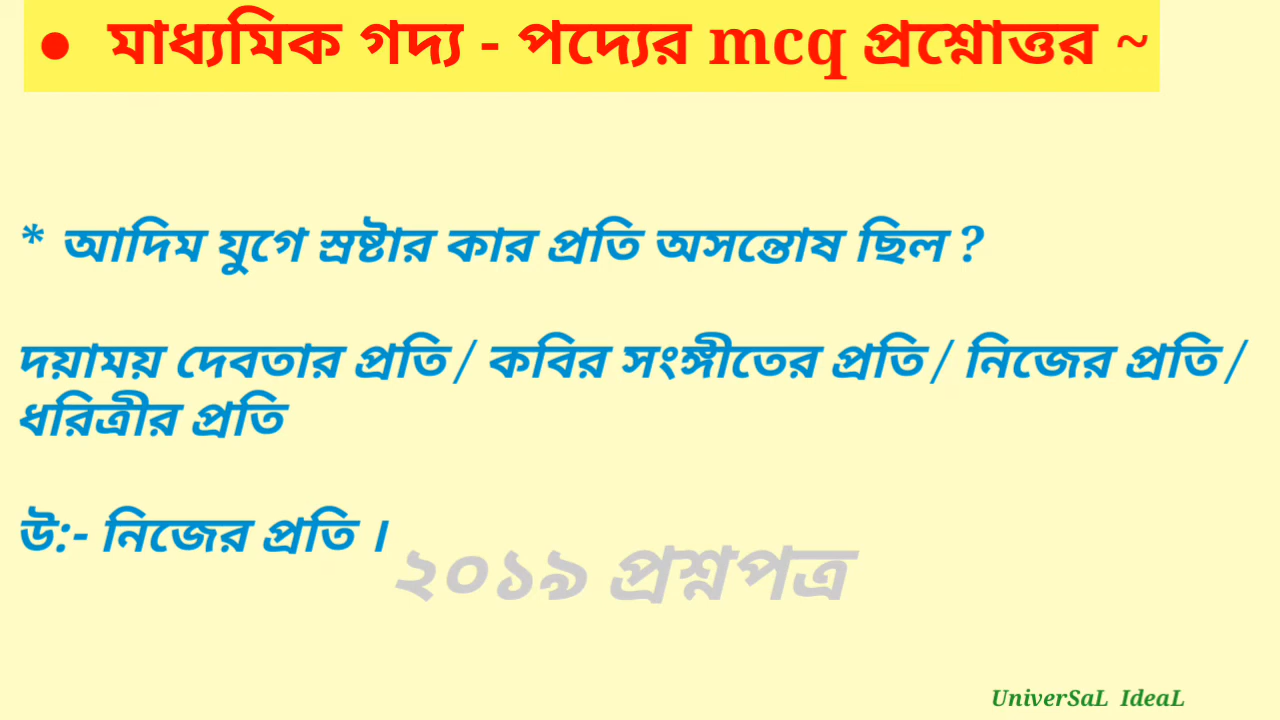 ● মাধ্যমিক গদ্য - পদ্যের mcq প্রশ্নোত্তর ~
* আদিম যুগে স্রষ্টার কার প্রতি অসন্তোষ ছিল ?
দয়াময় দেবতার প্রতি / কবির সংঙ্গীতের প্রতি / নিজের প্রতি /
ধরিত্রীর প্রতি
উ:- নিজের প্রতি ।
২০১৯ প্রশ্নপত্র
UniverSaL IdeaL